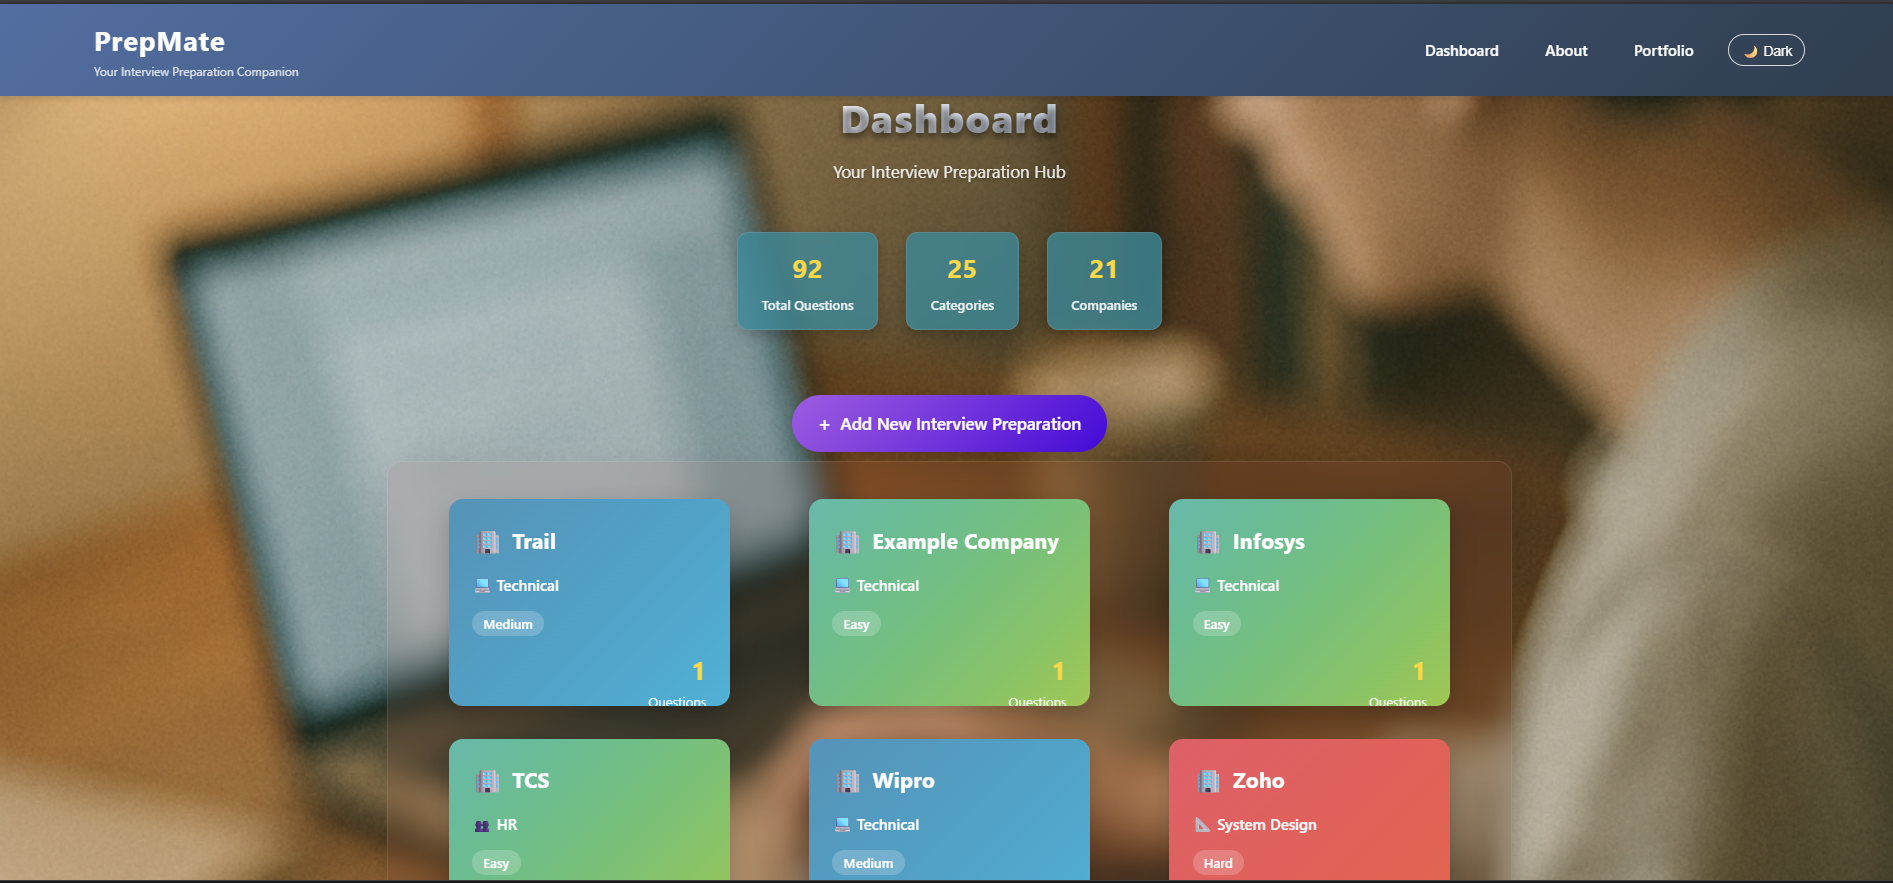 PrepMate
Your Interview Preparation Companion
Dashboard
About
Portfolio
🌙 Dark
Dashboard
Your Interview Preparation Hub
92
Total Questions
25
Categories
21
Companies
+ Add New Interview Preparation
Trail
Technical
Medium
1
Questions
Example Company
Technical
Easy
1
Questions
Infosys
Technical
Easy
1
Questions
TCS
HR
Easy
Wipro
Technical
Medium
Zoho
System Design
Hard